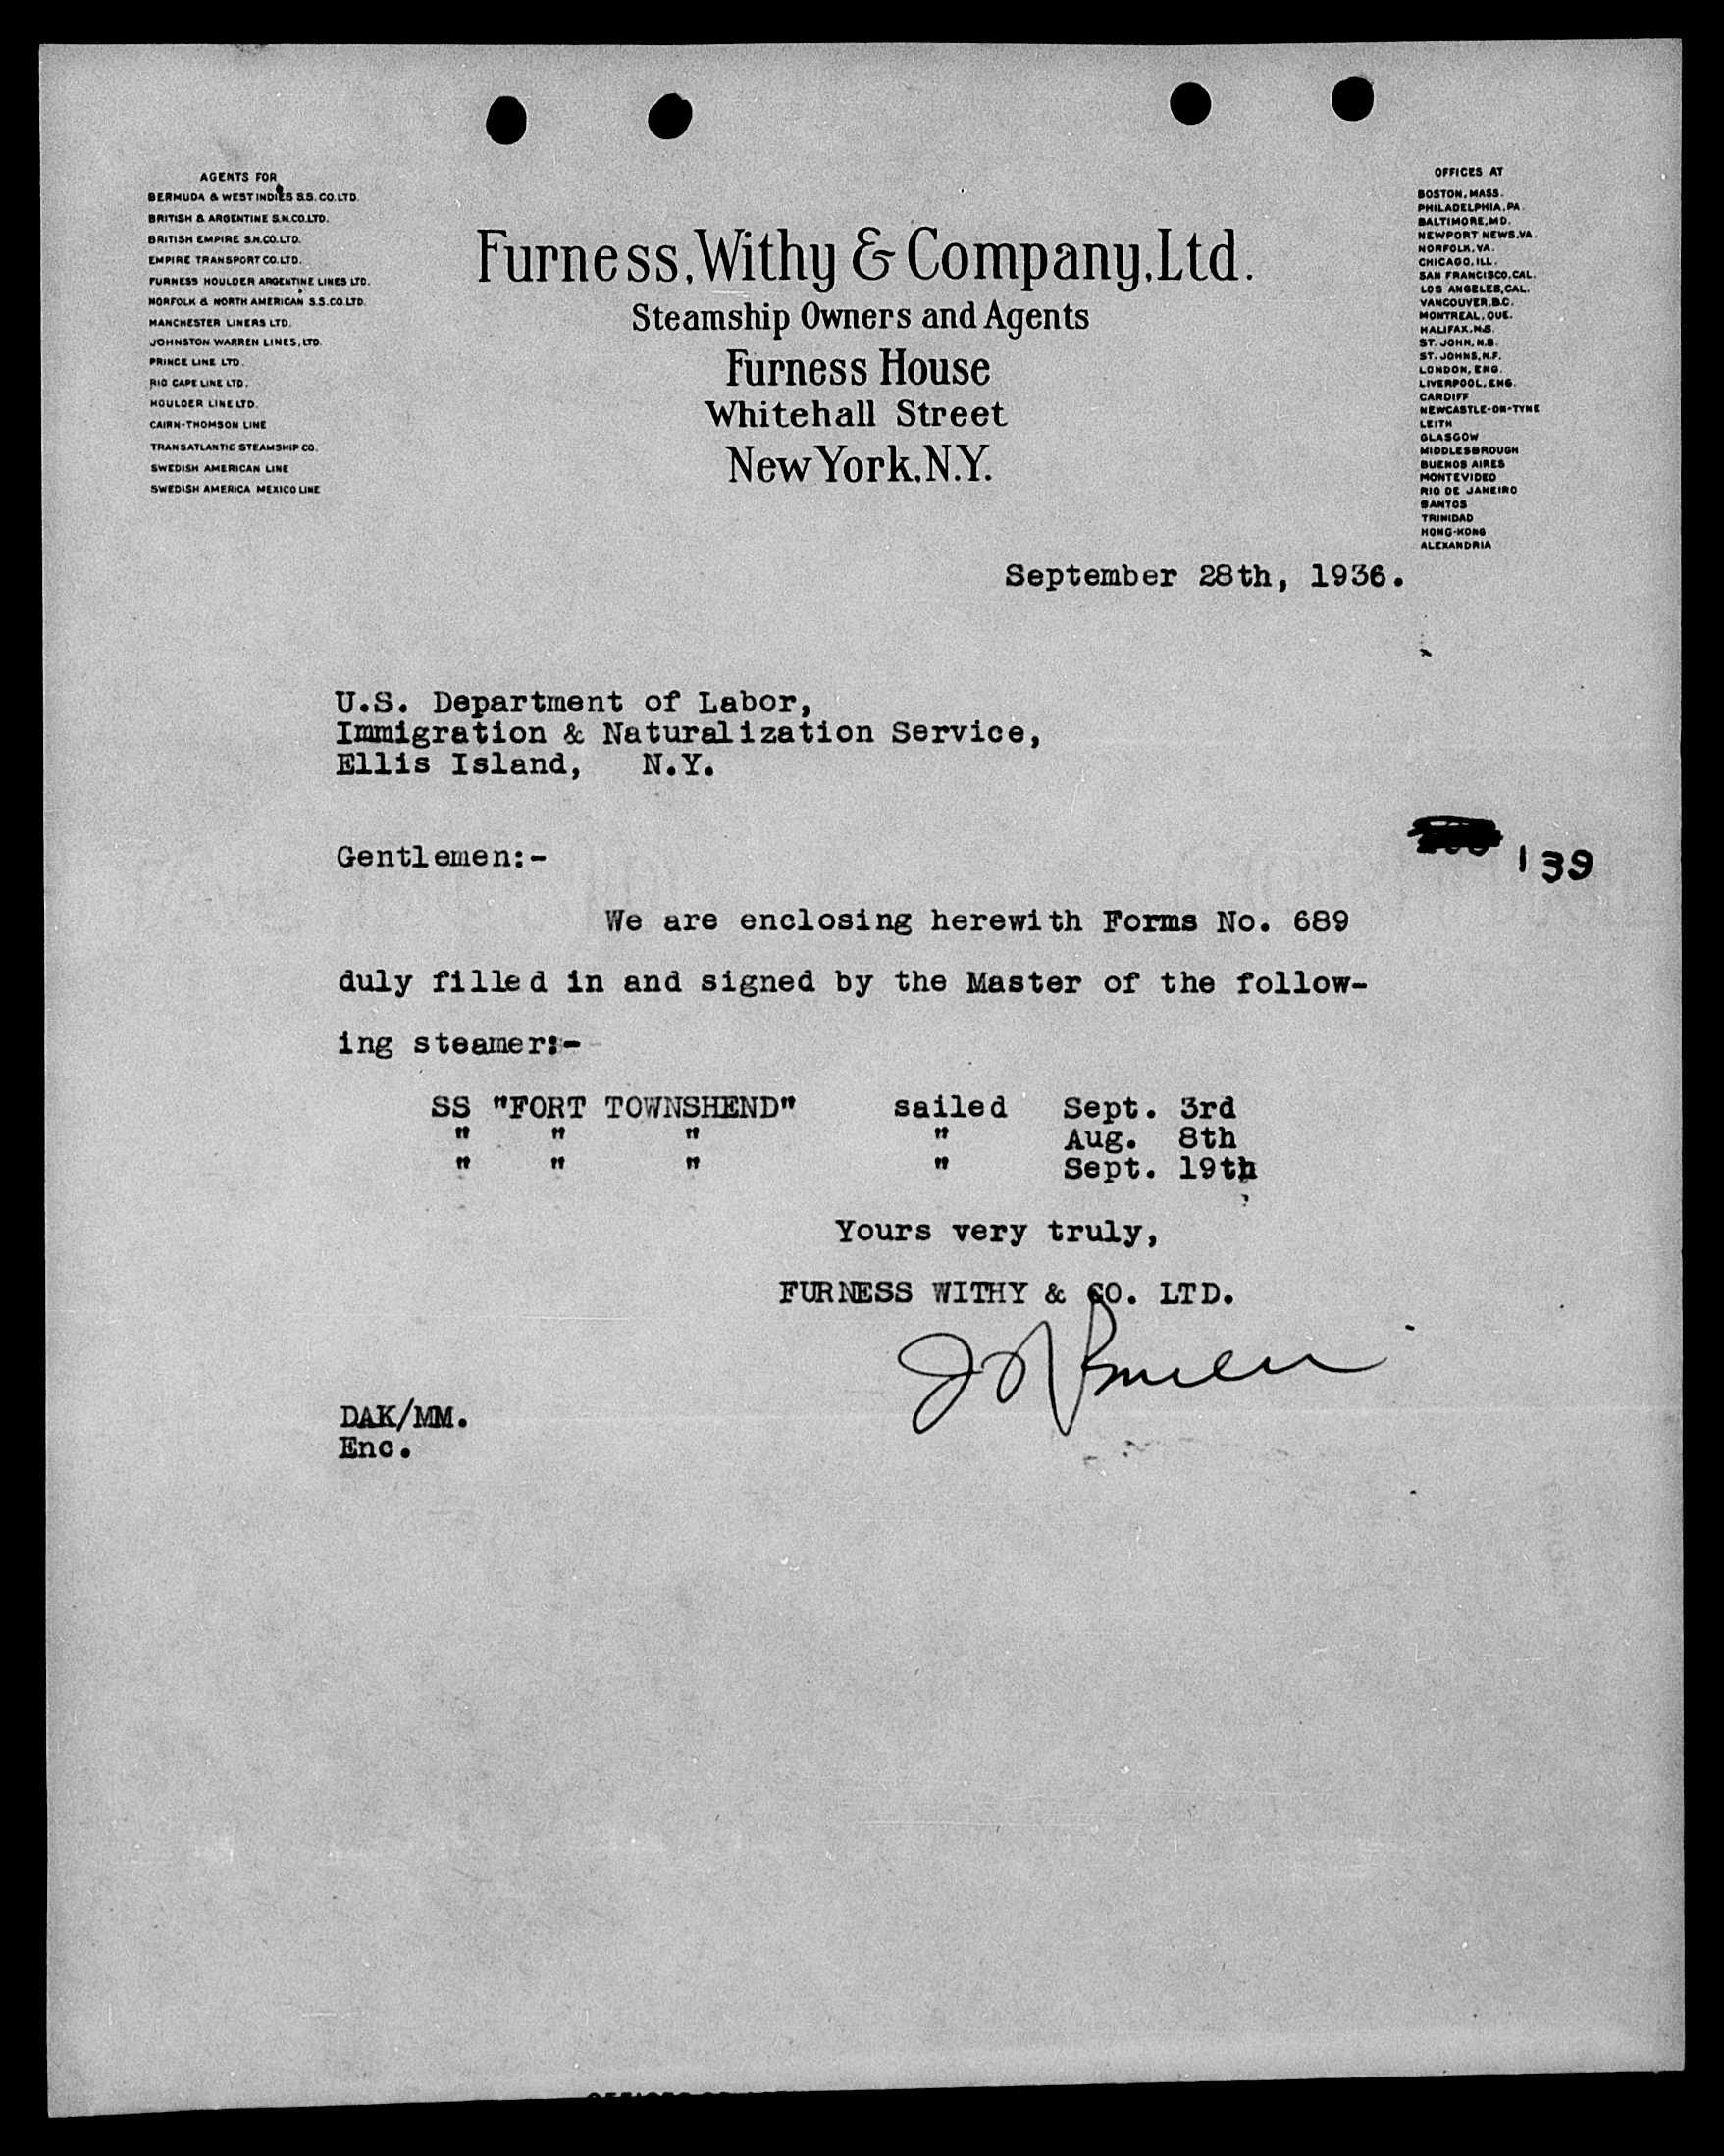 AGENTS FOR
BERMUDA & WEST INDIES S.S. CO. LTD.
BRITISH & ARGENTINE S.N.CO.LTD.
BRITISH EMPIRE S.N.CO.LTD.
EMPIRE TRANSPORT CO.LTD.
FURNESS HOULDER ARGENTINE LINES LTD.
NORFOLK & NORTH AMERICAN S.S.CO.LTD.
MANCHESTER LINERS LTD.
JOHNSTON WARREN LINES, LTD.
PRINCE LINE LTD.
RIO CAPE LINE LTD.
HOULDER LINE LTD.
CAIRN-THOMSON LINE
TRANSATLANTIC STEAMSHIP CO.
SWEDISH AMERICAN LINE
SWEDISH AMERICA MEXICO LINE
Furness, Withy & Company, Ltd.
Steamship Owners and Agents
Furness House
Whitehall Street
New York, N.Y.
OFFICES AT
BOSTON, MASS.
PHILADELPHIA, PA.
BALTIMORE, MD.
NEWPORT NEWS, VA.
NORFOLK, VA.
CHICAGO, ILL.
SAN FRANCISCO, CAL.
LOS ANGELES, CAL.
VANCOUVER, B.C.
MONTREAL, QUE.
HALIFAX, N.S.
ST. JOHN, N.B.
ST. JOHNS, N.F.
LONDON, ENG.
LIVERPOOL, ENG.
CARDIFF
NEWCASTLE-ON-TYNE
LEITH
GLASGOW
MIDDLESBROUGH
BUENOS AIRES
MONTEVIDEO
RIO DE JANEIRO
SANTOS
TRINIDAD
HONG-KONG
ALEXANDRIA
September 28th, 1936.
U.S. Department of Labor,
Immigration & Naturalization Service,
Ellis Island, N.Y.
139
Gentlemen:-
We are enclosing herewith Forms No. 689
duly filled in and signed by the Master of the follow-
ing steamer:-
SS "FORT TOWNSHEND" sailed Sept. 3rd
" " " " Aug. 8th
" " " " Sept. 19th
Yours very truly,
FURNESS WITHY & CO. LTD.
DAK/MM.
Enc.